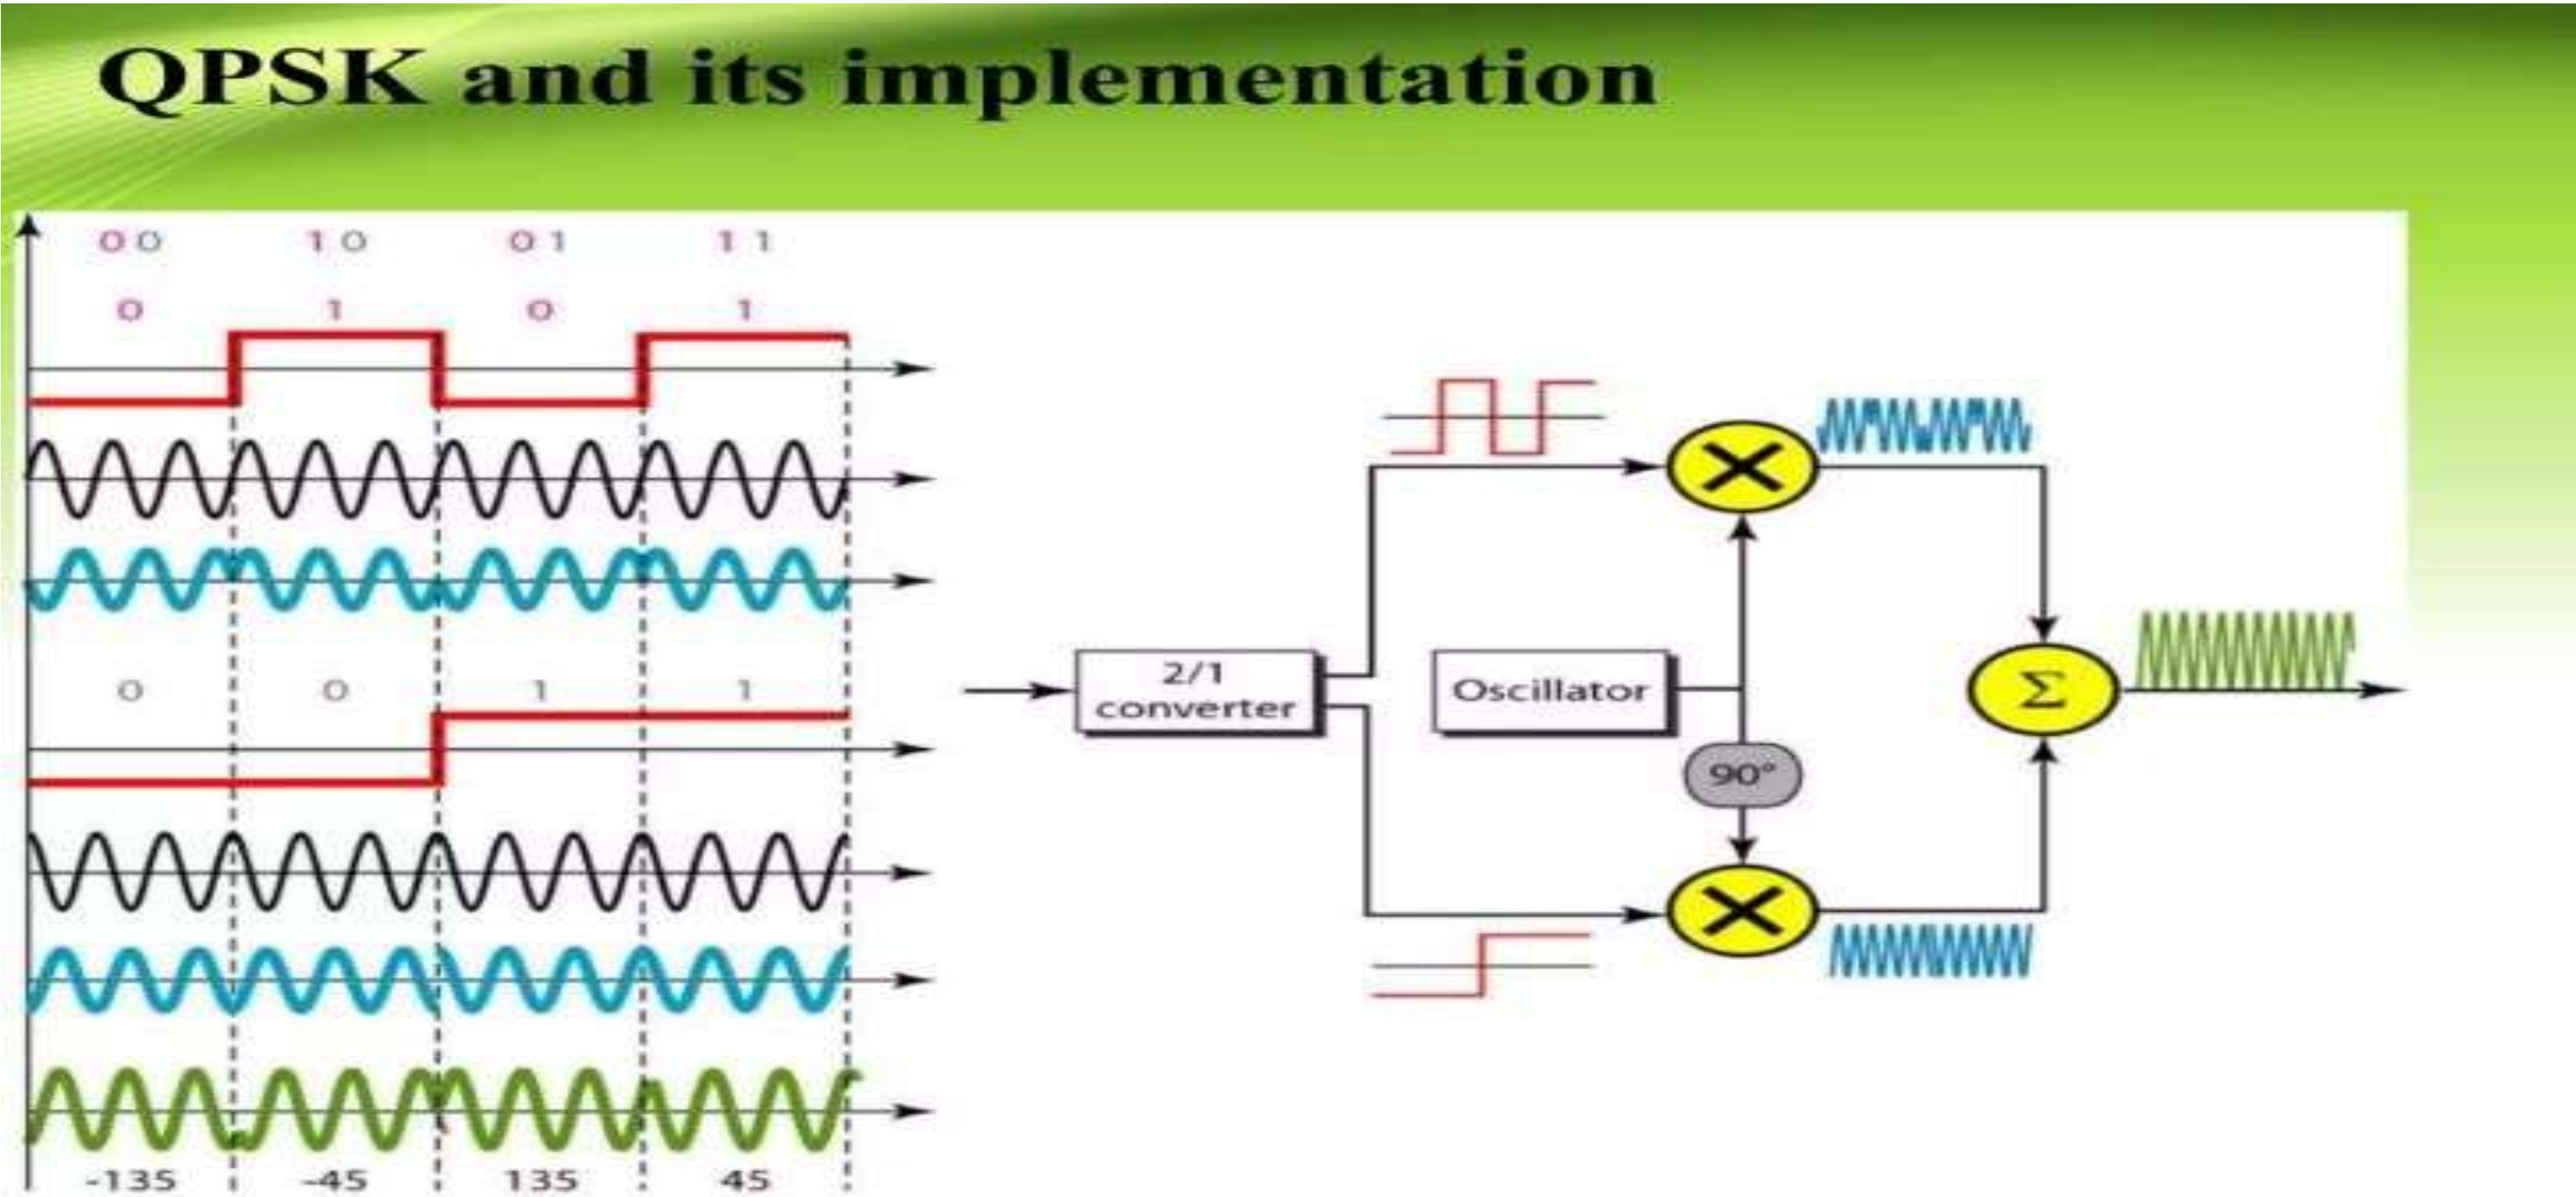 QPSK and its implementation
00 10 01 11
0 1 0 1
0 0 1 1
-135 -45 135 45
2/1
converter
Oscillator
90°
Σ